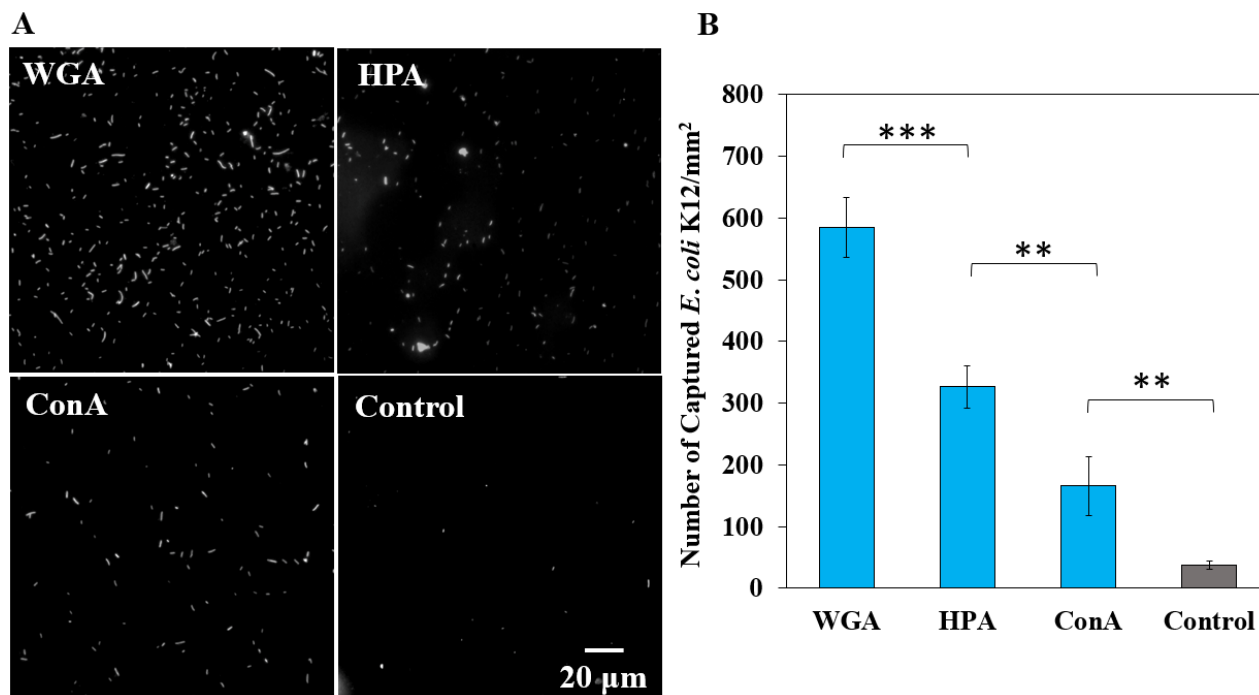 A
WGA
HPA
ConA
Control
20 µm
B
Number of Captured E. coli K12/mm²
800
700
600
500
400
300
200
100
0
***
**
**
WGA HPA ConA Control